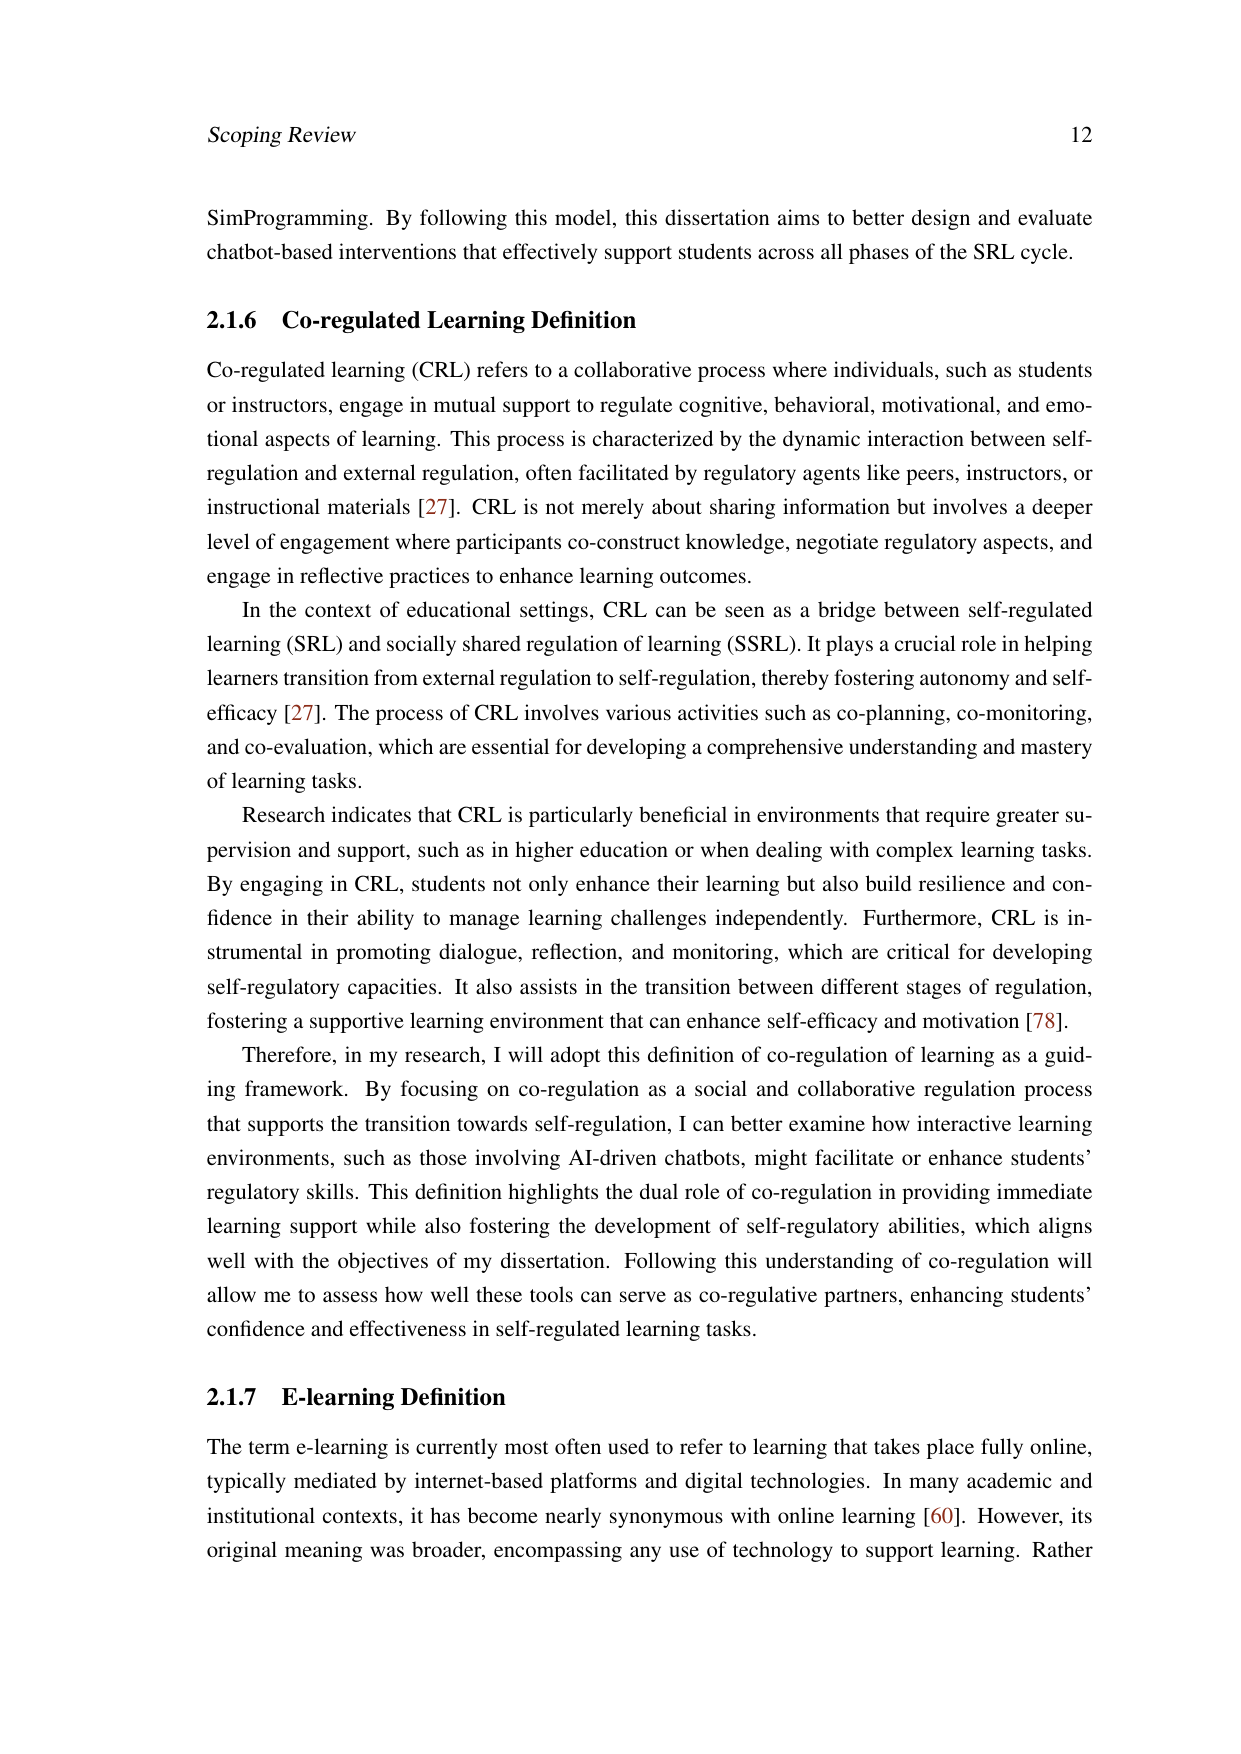 Scoping Review 12
SimProgramming. By following this model, this dissertation aims to better design and evaluate
chatbot-based interventions that effectively support students across all phases of the SRL cycle.
2.1.6 Co-regulated Learning Definition
Co-regulated learning (CRL) refers to a collaborative process where individuals, such as students
or instructors, engage in mutual support to regulate cognitive, behavioral, motivational, and emo-
tional aspects of learning. This process is characterized by the dynamic interaction between self-
regulation and external regulation, often facilitated by regulatory agents like peers, instructors, or
instructional materials [27]. CRL is not merely about sharing information but involves a deeper
level of engagement where participants co-construct knowledge, negotiate regulatory aspects, and
engage in reflective practices to enhance learning outcomes.
In the context of educational settings, CRL can be seen as a bridge between self-regulated
learning (SRL) and socially shared regulation of learning (SSRL). It plays a crucial role in helping
learners transition from external regulation to self-regulation, thereby fostering autonomy and self-
efficacy [27]. The process of CRL involves various activities such as co-planning, co-monitoring,
and co-evaluation, which are essential for developing a comprehensive understanding and mastery
of learning tasks.
Research indicates that CRL is particularly beneficial in environments that require greater su-
pervision and support, such as in higher education or when dealing with complex learning tasks.
By engaging in CRL, students not only enhance their learning but also build resilience and con-
fidence in their ability to manage learning challenges independently. Furthermore, CRL is in-
strumental in promoting dialogue, reflection, and monitoring, which are critical for developing
self-regulatory capacities. It also assists in the transition between different stages of regulation,
fostering a supportive learning environment that can enhance self-efficacy and motivation [78].
Therefore, in my research, I will adopt this definition of co-regulation of learning as a guid-
ing framework. By focusing on co-regulation as a social and collaborative regulation process
that supports the transition towards self-regulation, I can better examine how interactive learning
environments, such as those involving AI-driven chatbots, might facilitate or enhance students’
regulatory skills. This definition highlights the dual role of co-regulation in providing immediate
learning support while also fostering the development of self-regulatory abilities, which aligns
well with the objectives of my dissertation. Following this understanding of co-regulation will
allow me to assess how well these tools can serve as co-regulative partners, enhancing students’
confidence and effectiveness in self-regulated learning tasks.
2.1.7 E-learning Definition
The term e-learning is currently most often used to refer to learning that takes place fully online,
typically mediated by internet-based platforms and digital technologies. In many academic and
institutional contexts, it has become nearly synonymous with online learning [60]. However, its
original meaning was broader, encompassing any use of technology to support learning. Rather